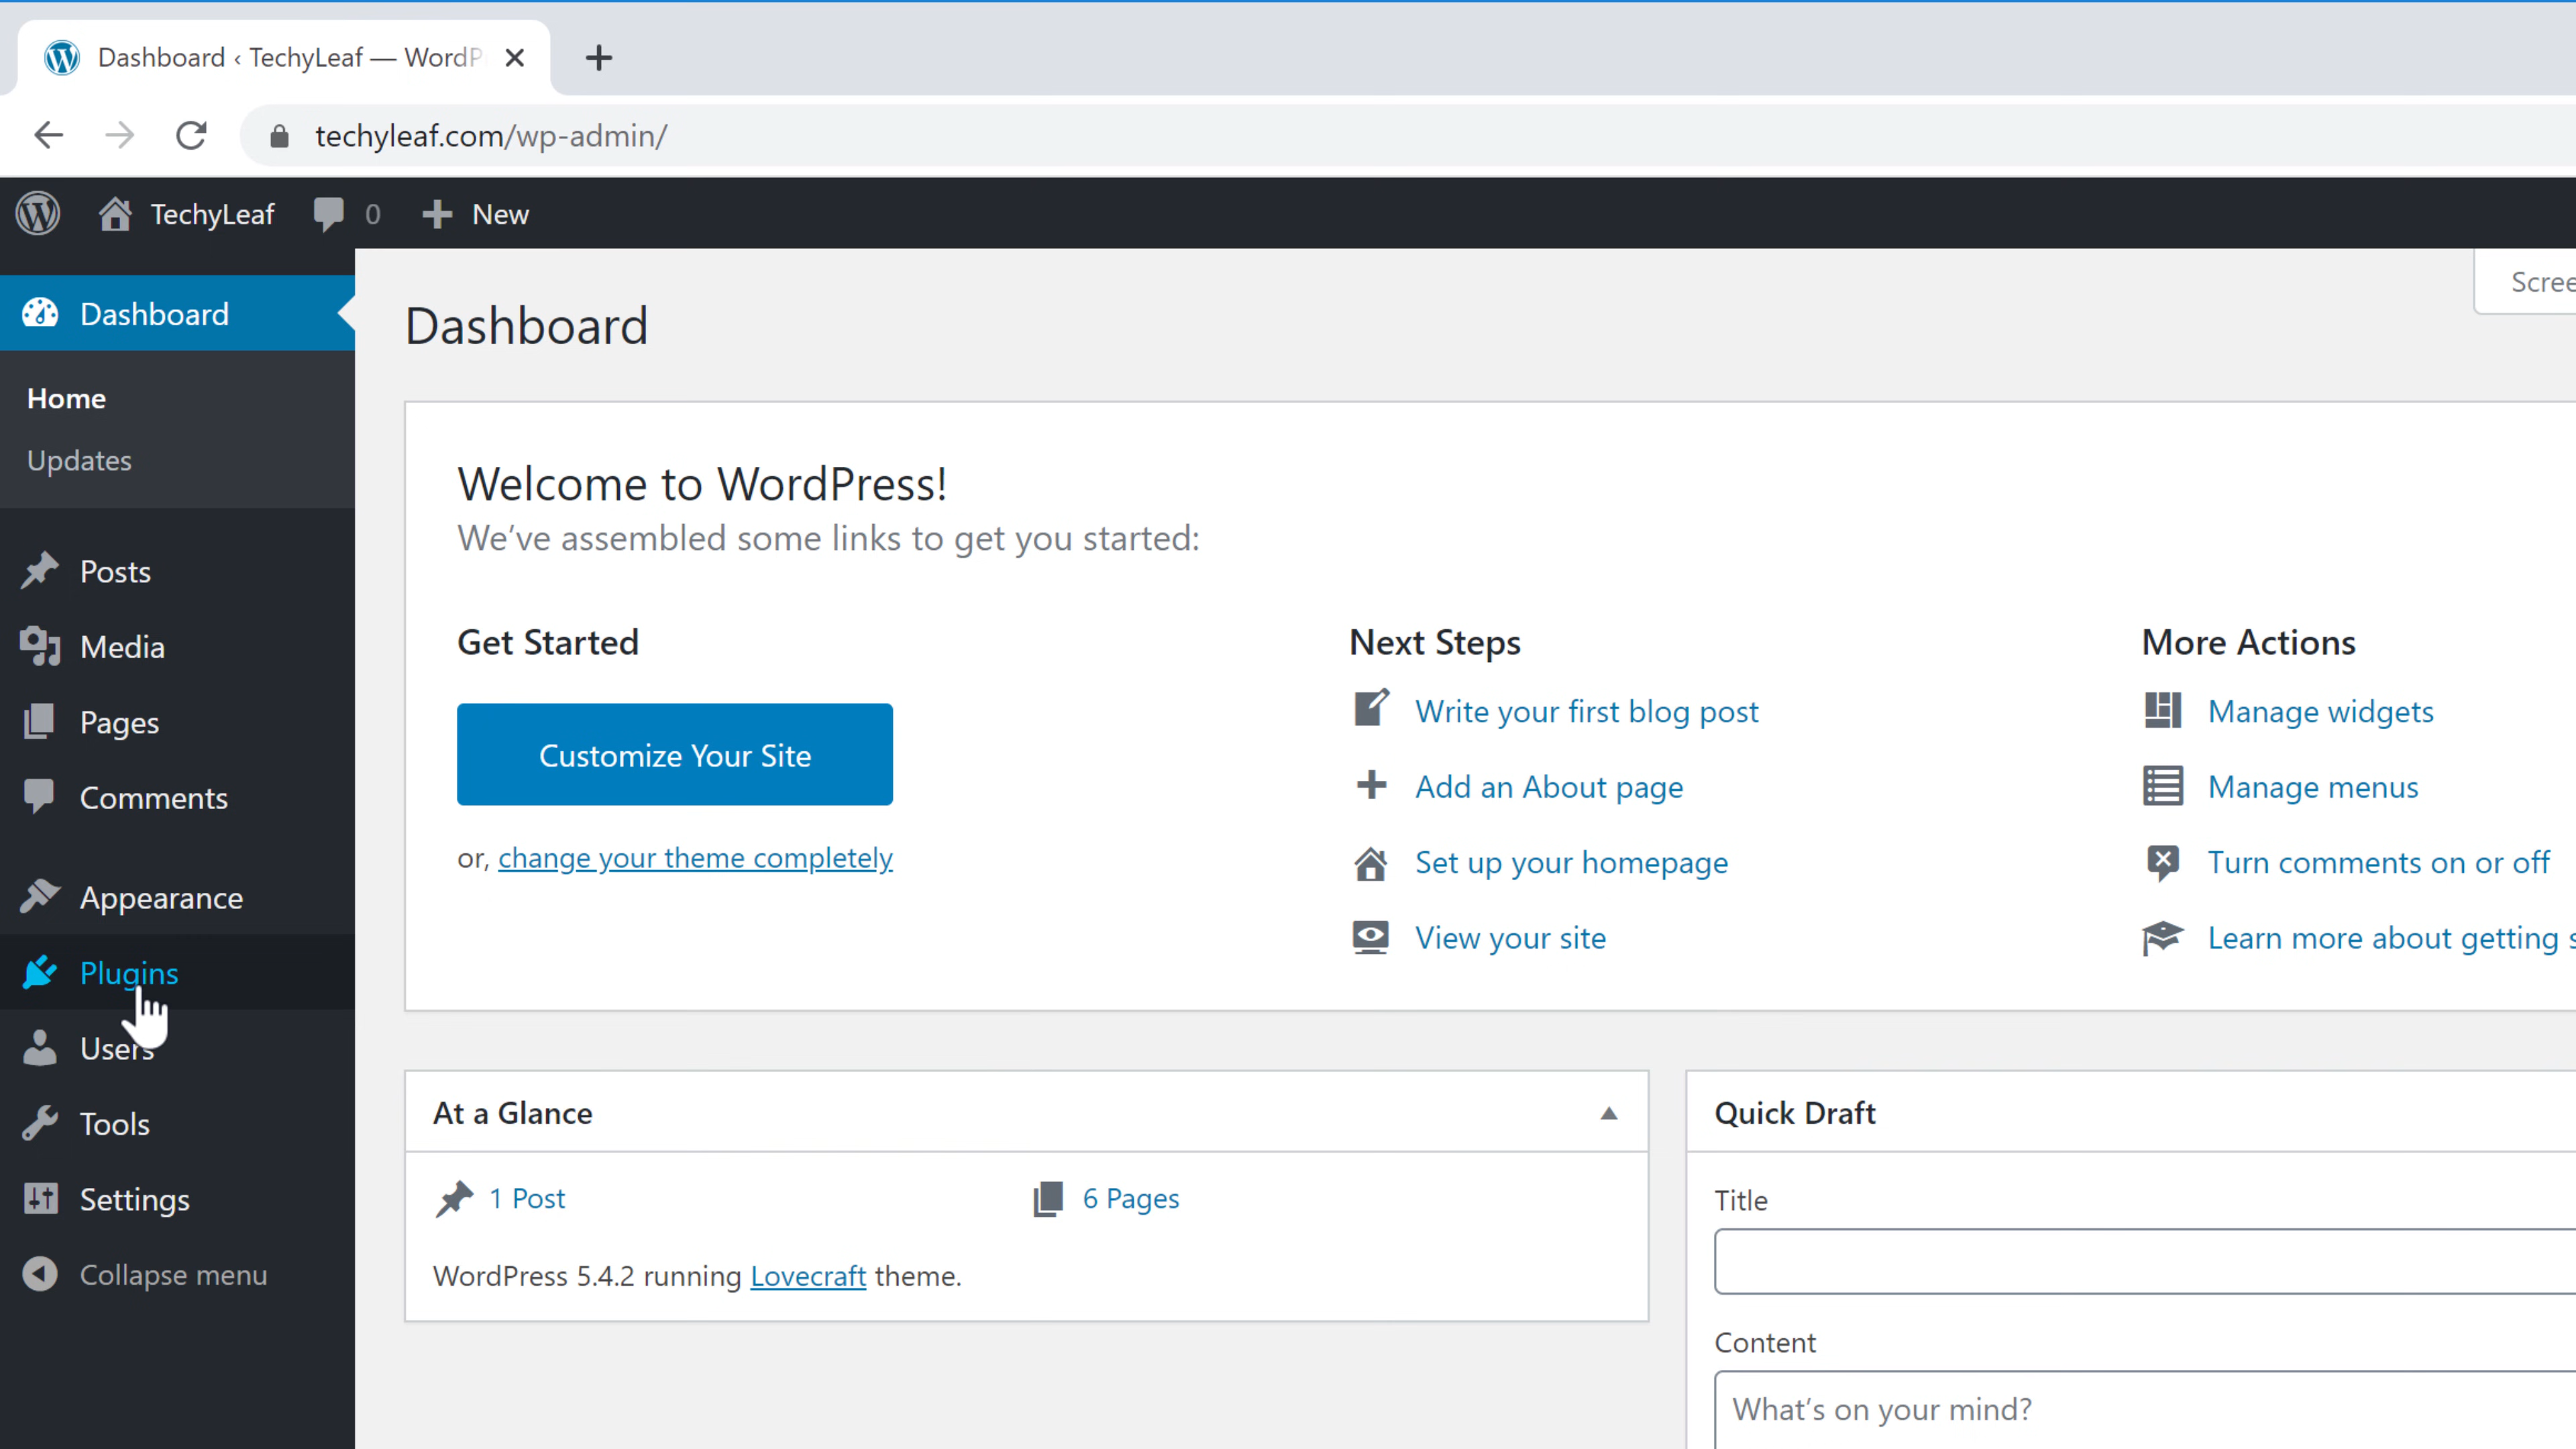 Dashboard ‹ TechyLeaf — WordP
techyleaf.com/wp-admin/
TechyLeaf 0 New
Dashboard
Home
Updates
Posts
Media
Pages
Comments
Appearance
Plugins
Users
Tools
Settings
Collapse menu
Scree
Dashboard
Welcome to WordPress!
We've assembled some links to get you started:
Get Started
Customize Your Site
or, change your theme completely
Next Steps
Write your first blog post
Add an About page
Set up your homepage
View your site
More Actions
Manage widgets
Manage menus
Turn comments on or off
Learn more about getting s
At a Glance
1 Post
6 Pages
WordPress 5.4.2 running Lovecraft theme.
Quick Draft
Title
Content
What's on your mind?